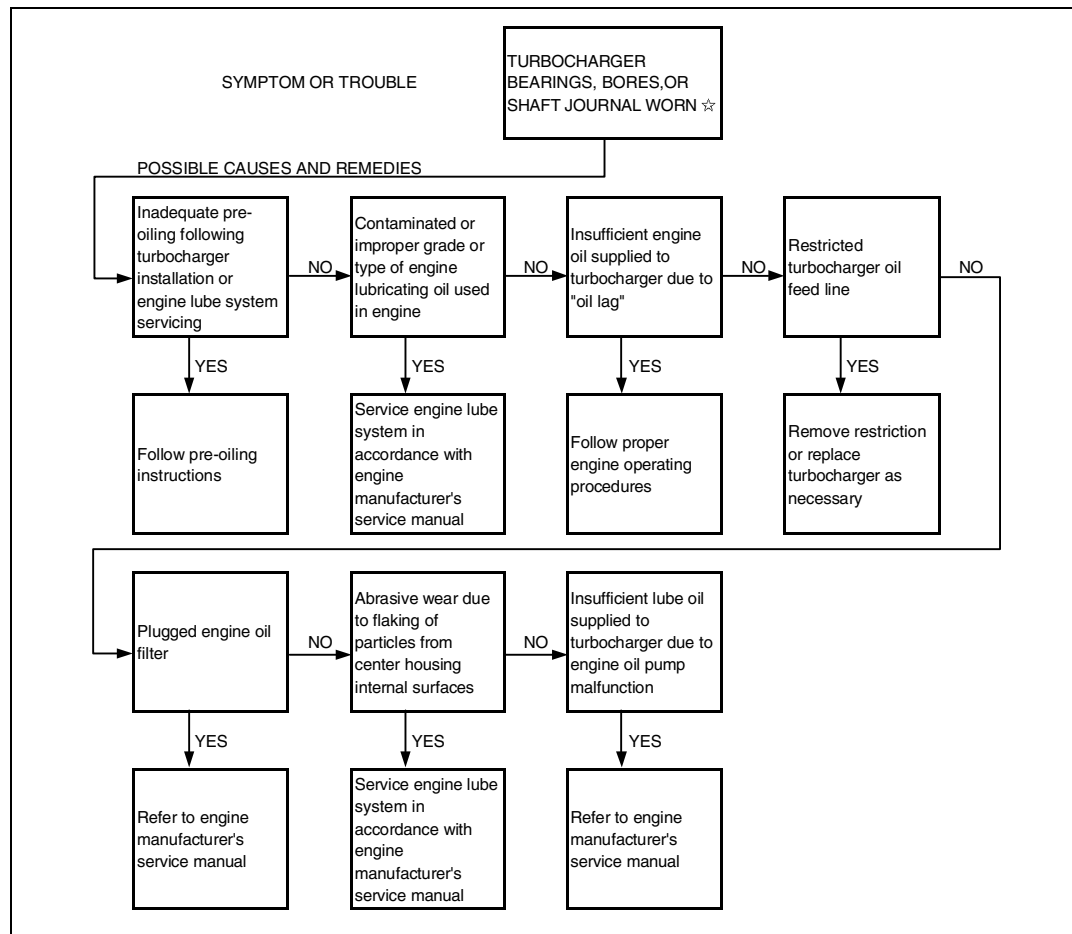 SYMPTOM OR TROUBLE
TURBOCHARGER
BEARINGS, BORES,OR
SHAFT JOURNAL WORN ☆
POSSIBLE CAUSES AND REMEDIES
Inadequate pre-
oiling following
turbocharger
installation or
engine lube system
servicing
NO
Contaminated or
improper grade or
type of engine
lubricating oil used
in engine
NO
Insufficient engine
oil supplied to
turbocharger due to
"oil lag"
NO
Restricted
turbocharger oil
feed line
NO
YES
YES
YES
YES
Follow pre-oiling
instructions
Service engine lube
system in
accordance with
engine
manufacturer's
service manual
Follow proper
engine operating
procedures
Remove restriction
or replace
turbocharger as
necessary
Plugged engine oil
filter
NO
Abrasive wear due
to flaking of
particles from
center housing
internal surfaces
NO
Insufficient lube oil
supplied to
turbocharger due to
engine oil pump
malfunction
YES
YES
YES
Refer to engine
manufacturer's
service manual
Service engine lube
system in
accordance with
engine
manufacturer's
service manual
Refer to engine
manufacturer's
service manual